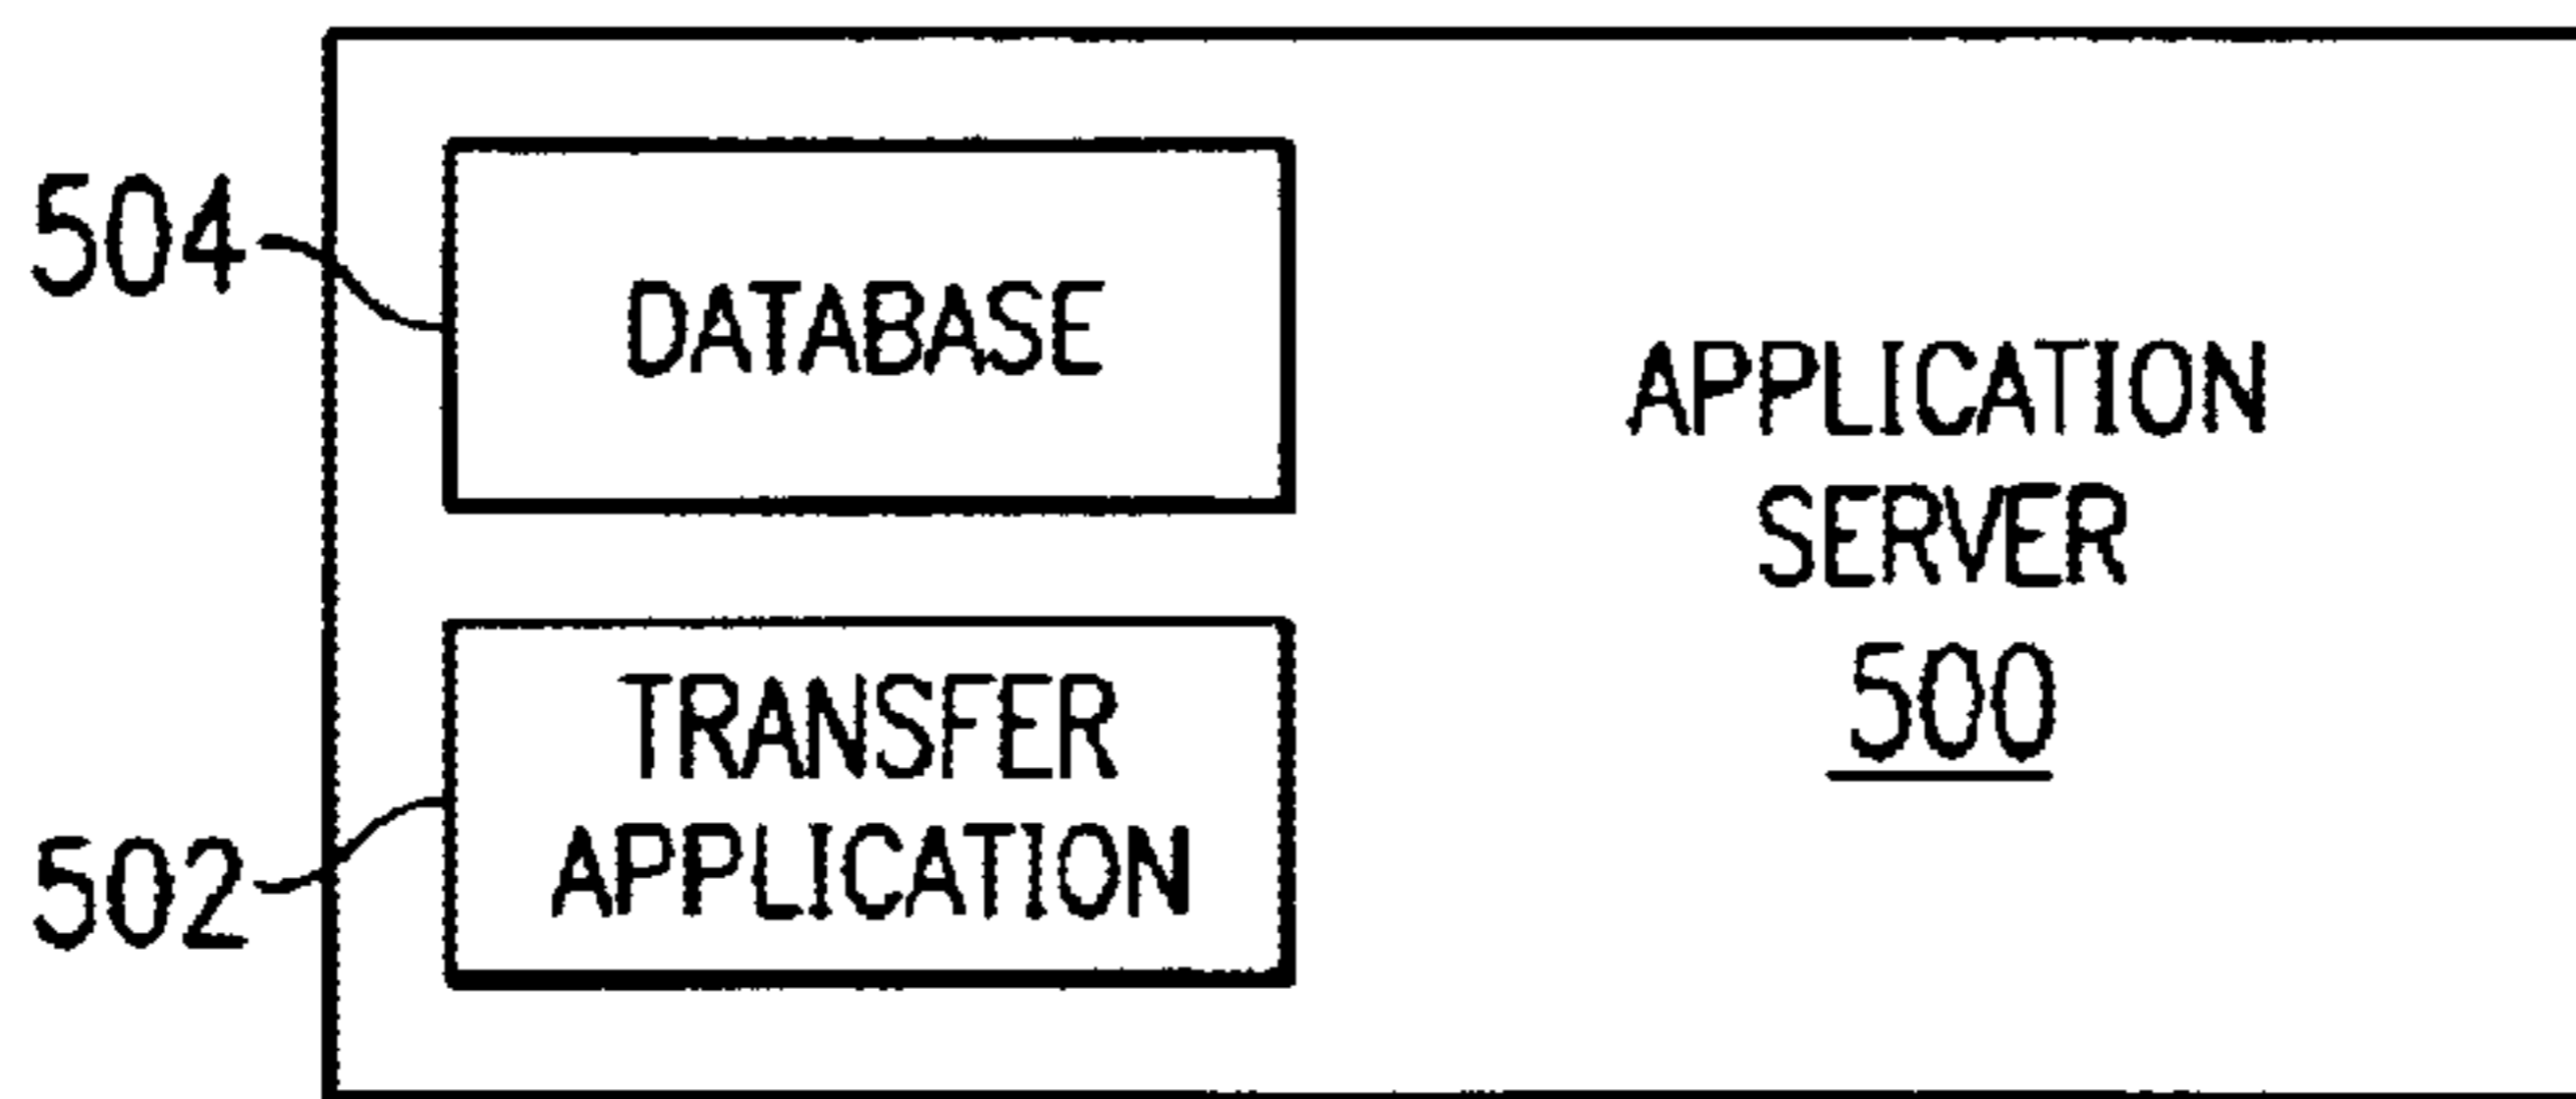 504
DATABASE
APPLICATION
SERVER
500
TRANSFER
APPLICATION
502